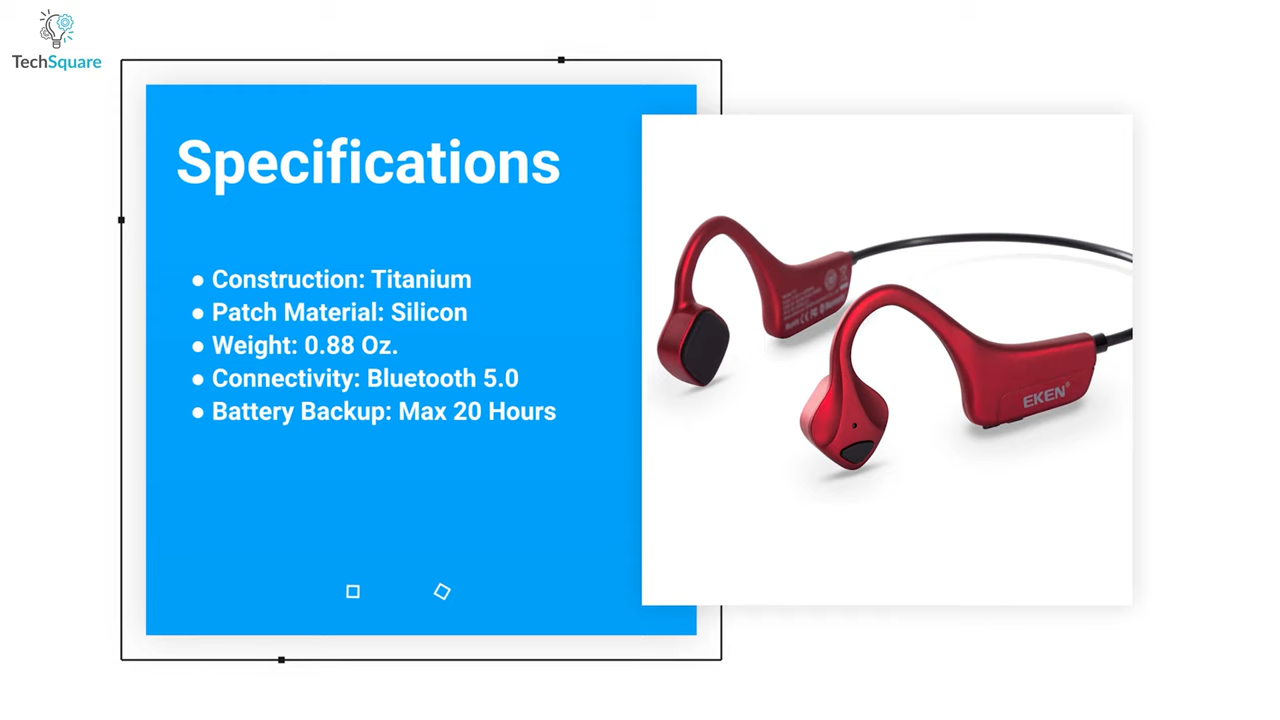 TechSquare
Specifications
● Construction: Titanium
● Patch Material: Silicon
● Weight: 0.88 Oz.
● Connectivity: Bluetooth 5.0
● Battery Backup: Max 20 Hours
EKEN®